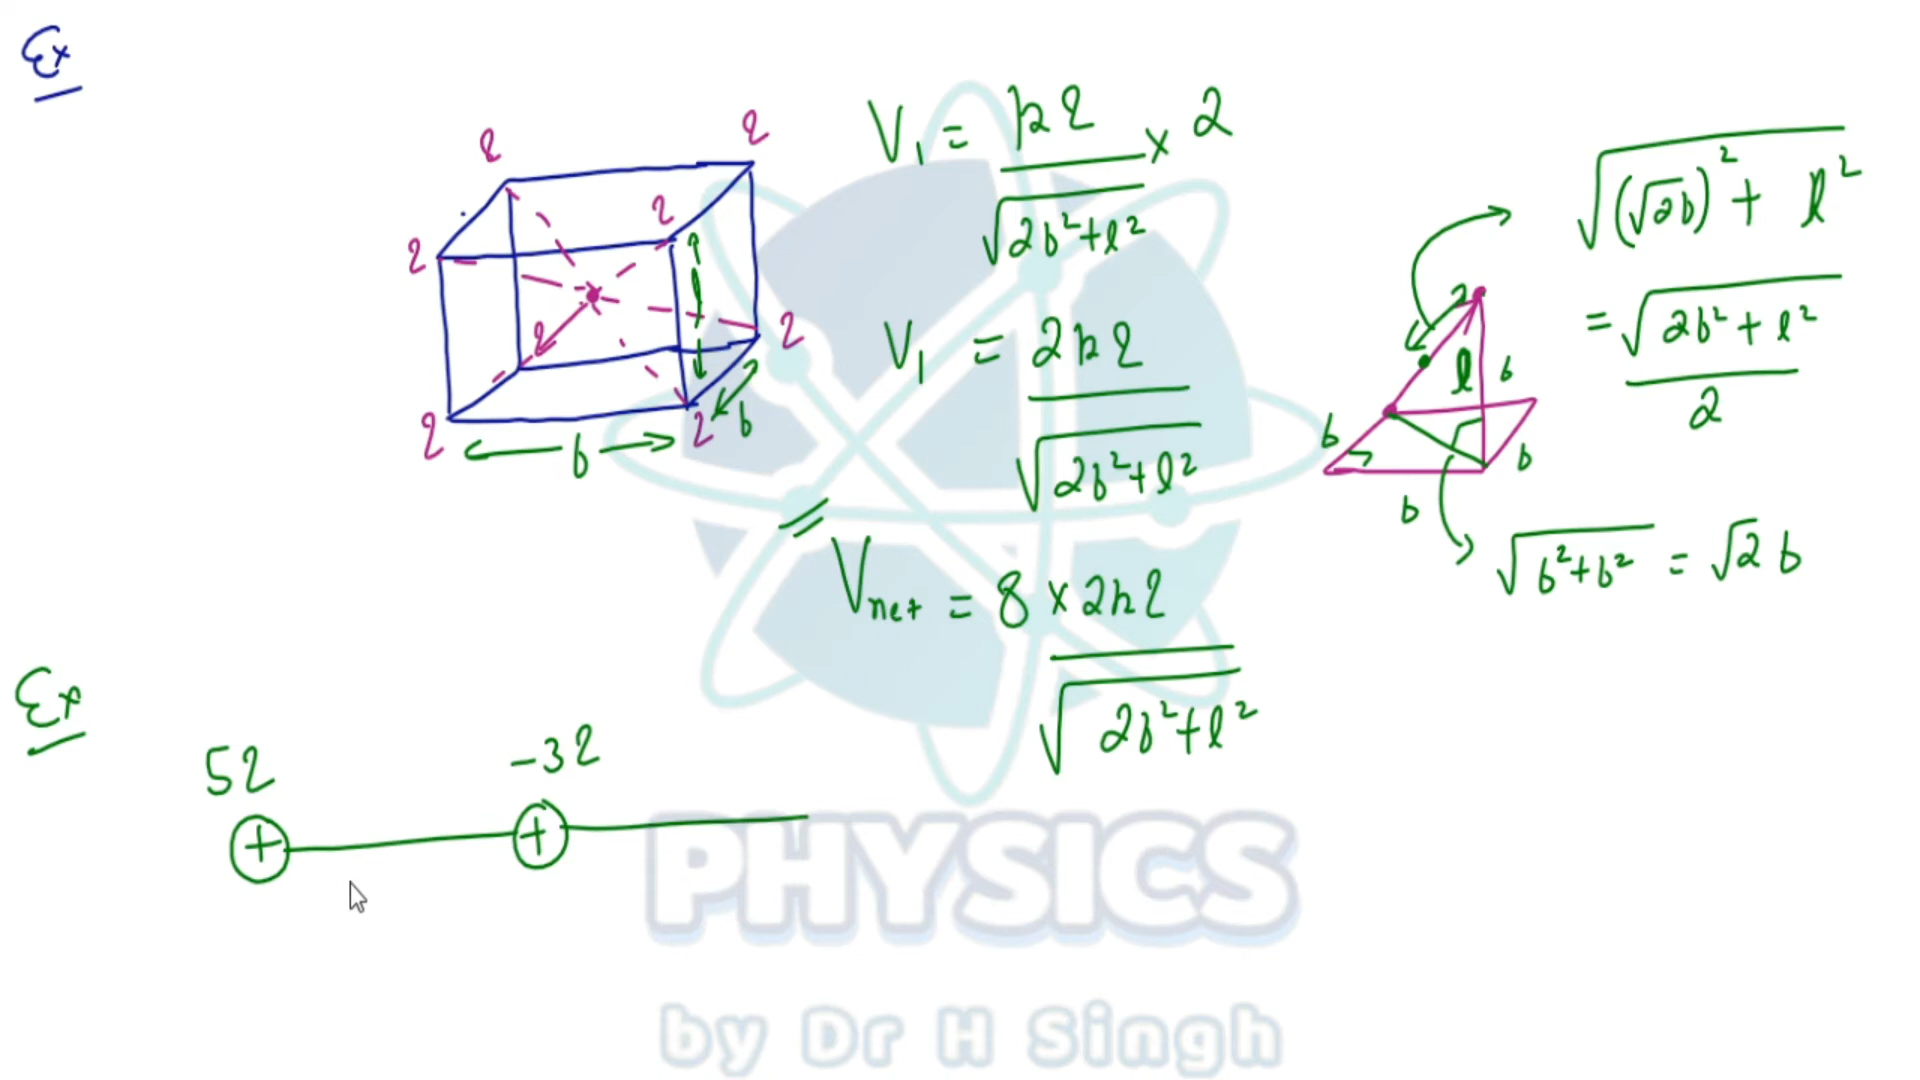 Ex
q q
q q
q q
q q
l b
b
V₁ = kq/√(2b²+l²) × 2
V₁ = 2kq/√(2b²+l²)
V_net = 8 × 2kq/√(2b²+l²)
√((√2b)² + l²)
= √(2b²+l²)/2
l b
b b
b
√(b²+b²) = √2 b
Ex
5q -3q
+ +
PHYSICS
by Dr H Singh